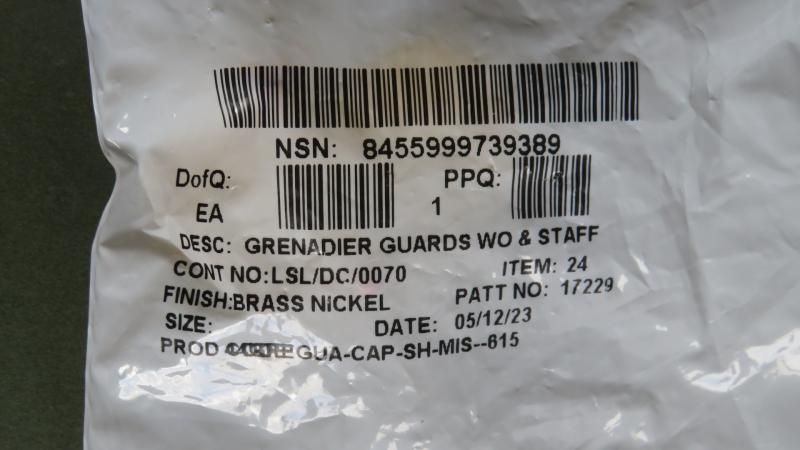 NSN: 8455999739389
DofQ: PPQ:
EA 1
DESC: GRENADIER GUARDS WO & STAFF
CONT NO:LSL/DC/0070 ITEM: 24
FINISH:BRASS NICKEL PATT NO: 17229
SIZE: DATE: 05/12/23
PROD GUA-CAP-SH-MIS--615